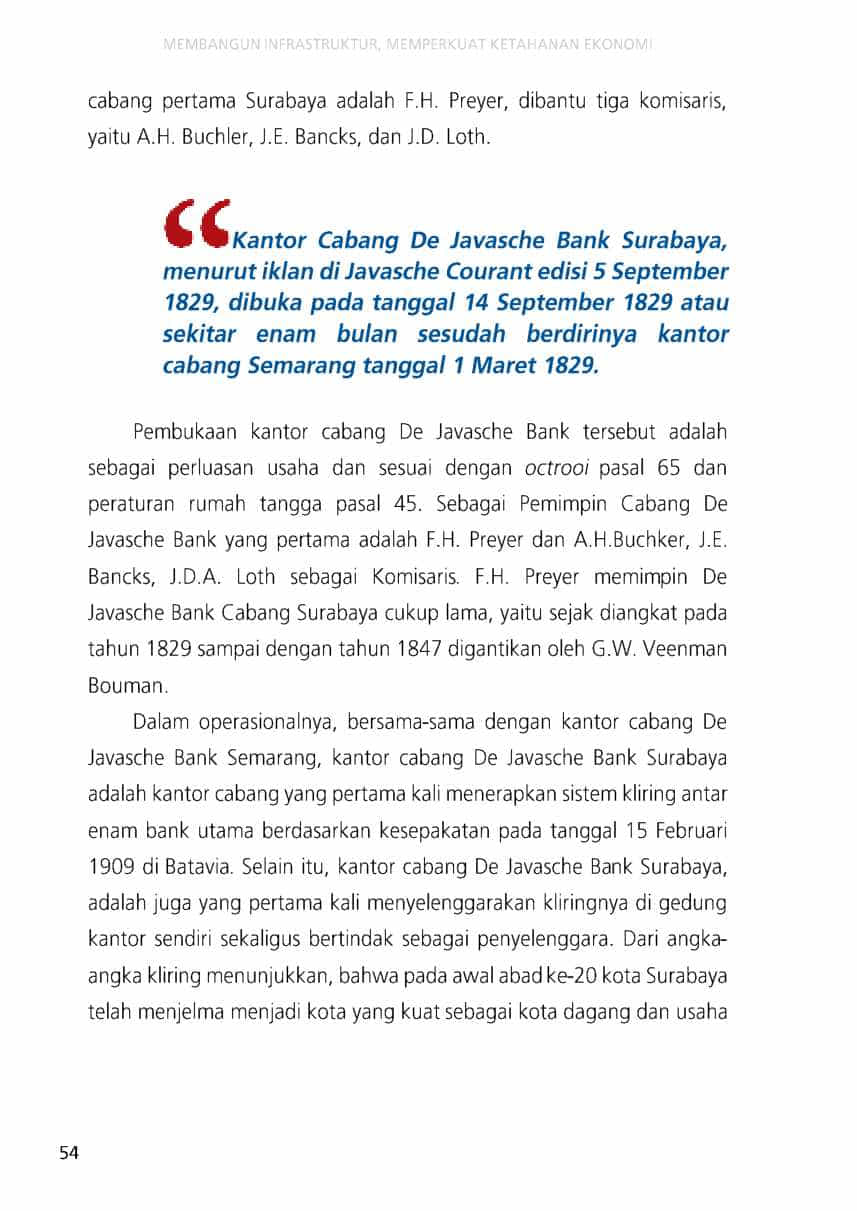 MEMBANGUN INFRASTRUKTUR, MEMPERKUAT KETAHANAN EKONOMI
cabang pertama Surabaya adalah F.H. Preyer, dibantu tiga komisaris,
yaitu A.H. Buchler, J.E. Bancks, dan J.D. Loth.
“Kantor Cabang De Javasche Bank Surabaya,
menurut iklan di Javasche Courant edisi 5 September
1829, dibuka pada tanggal 14 September 1829 atau
sekitar enam bulan sesudah berdirinya kantor
cabang Semarang tanggal 1 Maret 1829.
Pembukaan kantor cabang De Javasche Bank tersebut adalah
sebagai perluasan usaha dan sesuai dengan octrooi pasal 65 dan
peraturan rumah tangga pasal 45. Sebagai Pemimpin Cabang De
Javasche Bank yang pertama adalah F.H. Preyer dan A.H.Buchker, J.E.
Bancks, J.D.A. Loth sebagai Komisaris. F.H. Preyer memimpin De
Javasche Bank Cabang Surabaya cukup lama, yaitu sejak diangkat pada
tahun 1829 sampai dengan tahun 1847 digantikan oleh G.W. Veenman
Bouman.
Dalam operasionalnya, bersama-sama dengan kantor cabang De
Javasche Bank Semarang, kantor cabang De Javasche Bank Surabaya
adalah kantor cabang yang pertama kali menerapkan sistem kliring antar
enam bank utama berdasarkan kesepakatan pada tanggal 15 Februari
1909 di Batavia. Selain itu, kantor cabang De Javasche Bank Surabaya,
adalah juga yang pertama kali menyelenggarakan kliringnya di gedung
kantor sendiri sekaligus bertindak sebagai penyelenggara. Dari angka-
angka kliring menunjukkan, bahwa pada awal abad ke-20 kota Surabaya
telah menjelma menjadi kota yang kuat sebagai kota dagang dan usaha
54